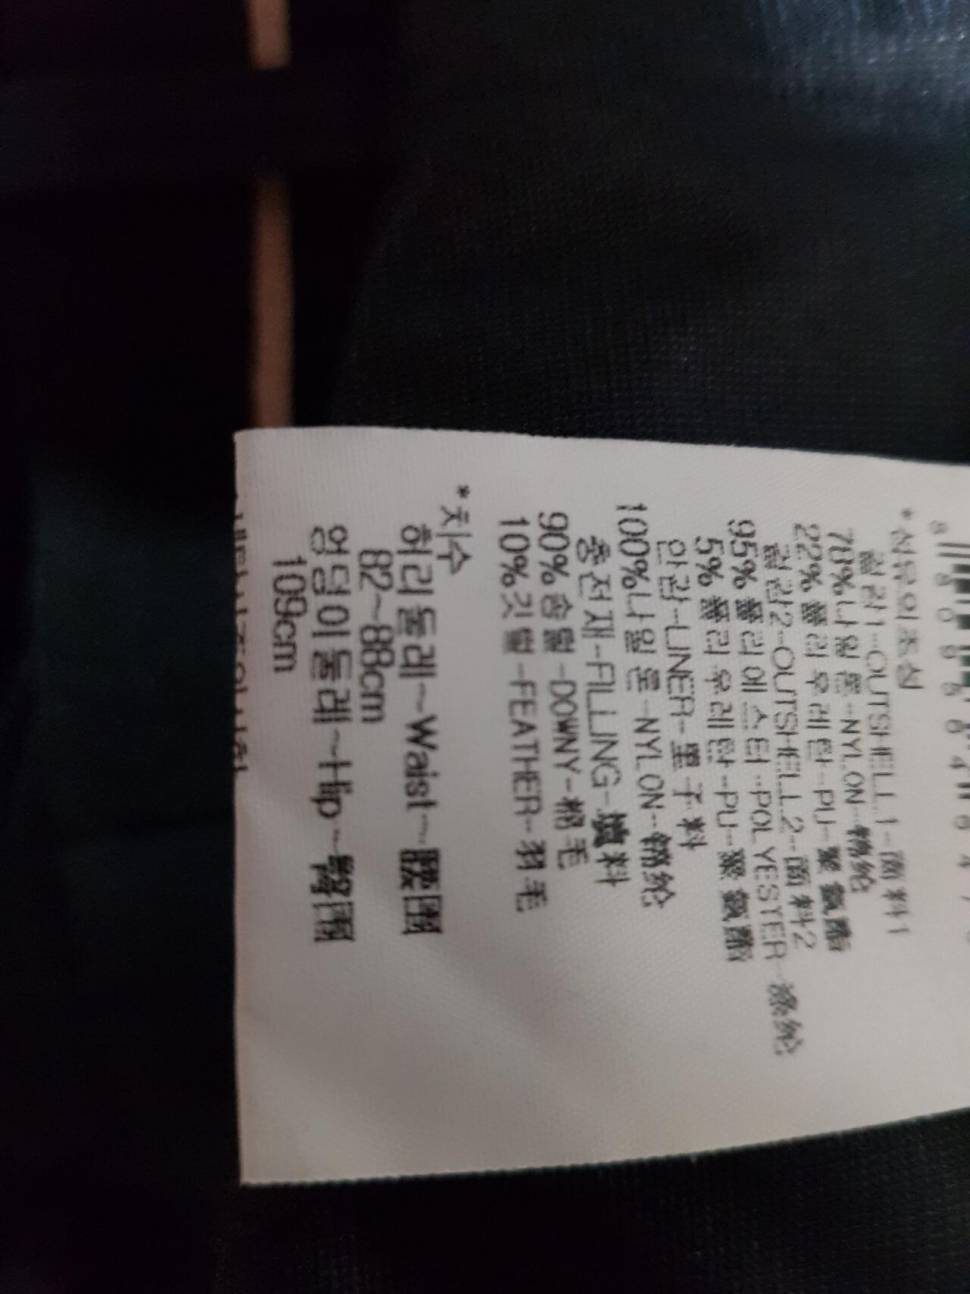 *섬유의조성
겉감1-OUTSHELL1-面料1
78%나일론-NYLON-锦纶
22%폴리우레탄-PU-聚氨酯
겉감2-OUTSHELL2-面料2
95%폴리에스터-POLYESTER-涤纶
5%폴리우레탄-PU-聚氨酯
안감-LINER-里子料
100%나일론-NYLON-锦纶
충전재-FILLING-填料
90%솜털-DOWNY-棉毛
10%깃털-FEATHER-羽毛
*치수
허리둘레~Waist~腰围
82~88cm
엉덩이둘레~Hip~臀围
109cm